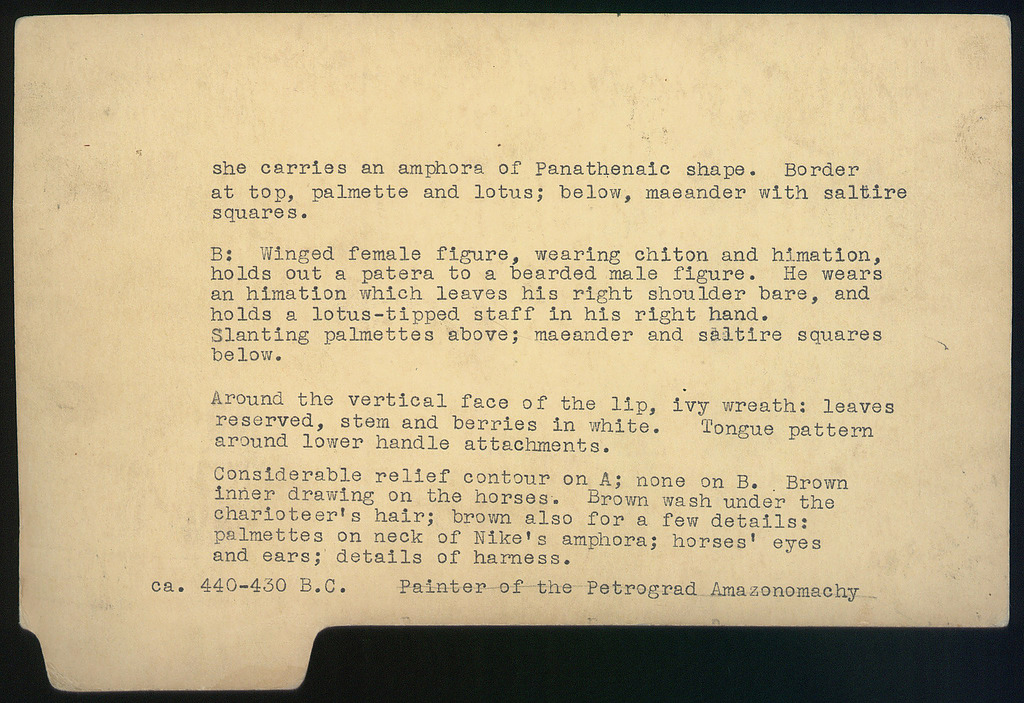 she carries an amphora of Panathenaic shape.  Border
at top, palmette and lotus; below, maeander with saltire
squares.
B:  Winged female figure, wearing chiton and himation,
holds out a patera to a bearded male figure.  He wears
an himation which leaves his right shoulder bare, and
holds a lotus-tipped staff in his right hand.
Slanting palmettes above; maeander and saltire squares
below.
Around the vertical face of the lip, ivy wreath: leaves
reserved, stem and berries in white.  Tongue pattern
around lower handle attachments.
Considerable relief contour on A; none on B.  Brown
inner drawing on the horses.  Brown wash under the
charioteer's hair; brown also for a few details:
palmettes on neck of Nike's amphora; horses' eyes
and ears; details of harness.
ca. 440-430 B.C.    Painter of the Petrograd Amazonomachy